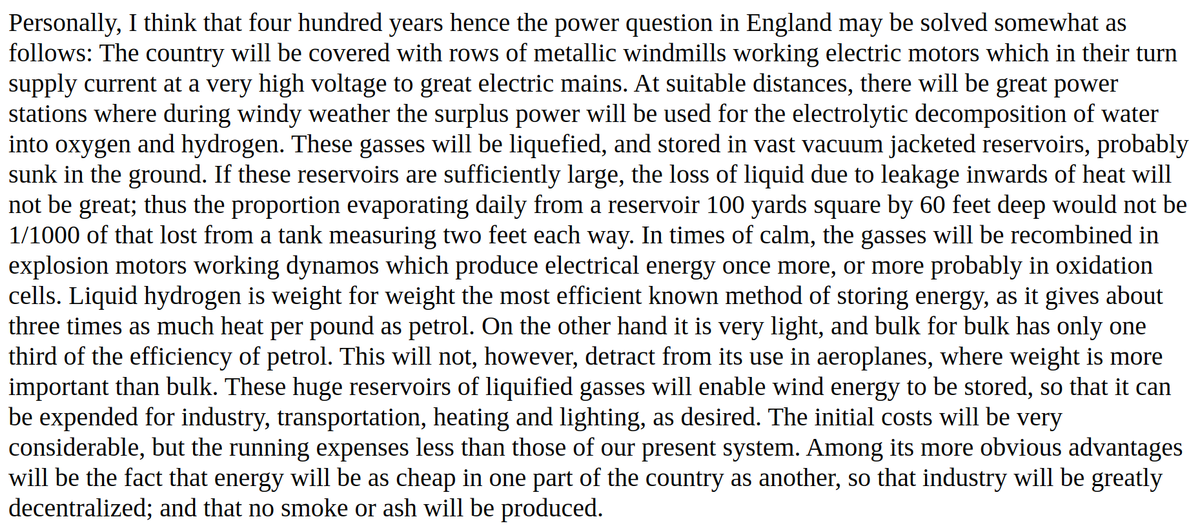 Personally, I think that four hundred years hence the power question in England may be solved somewhat as
follows: The country will be covered with rows of metallic windmills working electric motors which in their turn
supply current at a very high voltage to great electric mains. At suitable distances, there will be great power
stations where during windy weather the surplus power will be used for the electrolytic decomposition of water
into oxygen and hydrogen. These gasses will be liquefied, and stored in vast vacuum jacketed reservoirs, probably
sunk in the ground. If these reservoirs are sufficiently large, the loss of liquid due to leakage inwards of heat will
not be great; thus the proportion evaporating daily from a reservoir 100 yards square by 60 feet deep would not be
1/1000 of that lost from a tank measuring two feet each way. In times of calm, the gasses will be recombined in
explosion motors working dynamos which produce electrical energy once more, or more probably in oxidation
cells. Liquid hydrogen is weight for weight the most efficient known method of storing energy, as it gives about
three times as much heat per pound as petrol. On the other hand it is very light, and bulk for bulk has only one
third of the efficiency of petrol. This will not, however, detract from its use in aeroplanes, where weight is more
important than bulk. These huge reservoirs of liquified gasses will enable wind energy to be stored, so that it can
be expended for industry, transportation, heating and lighting, as desired. The initial costs will be very
considerable, but the running expenses less than those of our present system. Among its more obvious advantages
will be the fact that energy will be as cheap in one part of the country as another, so that industry will be greatly
decentralized; and that no smoke or ash will be produced.